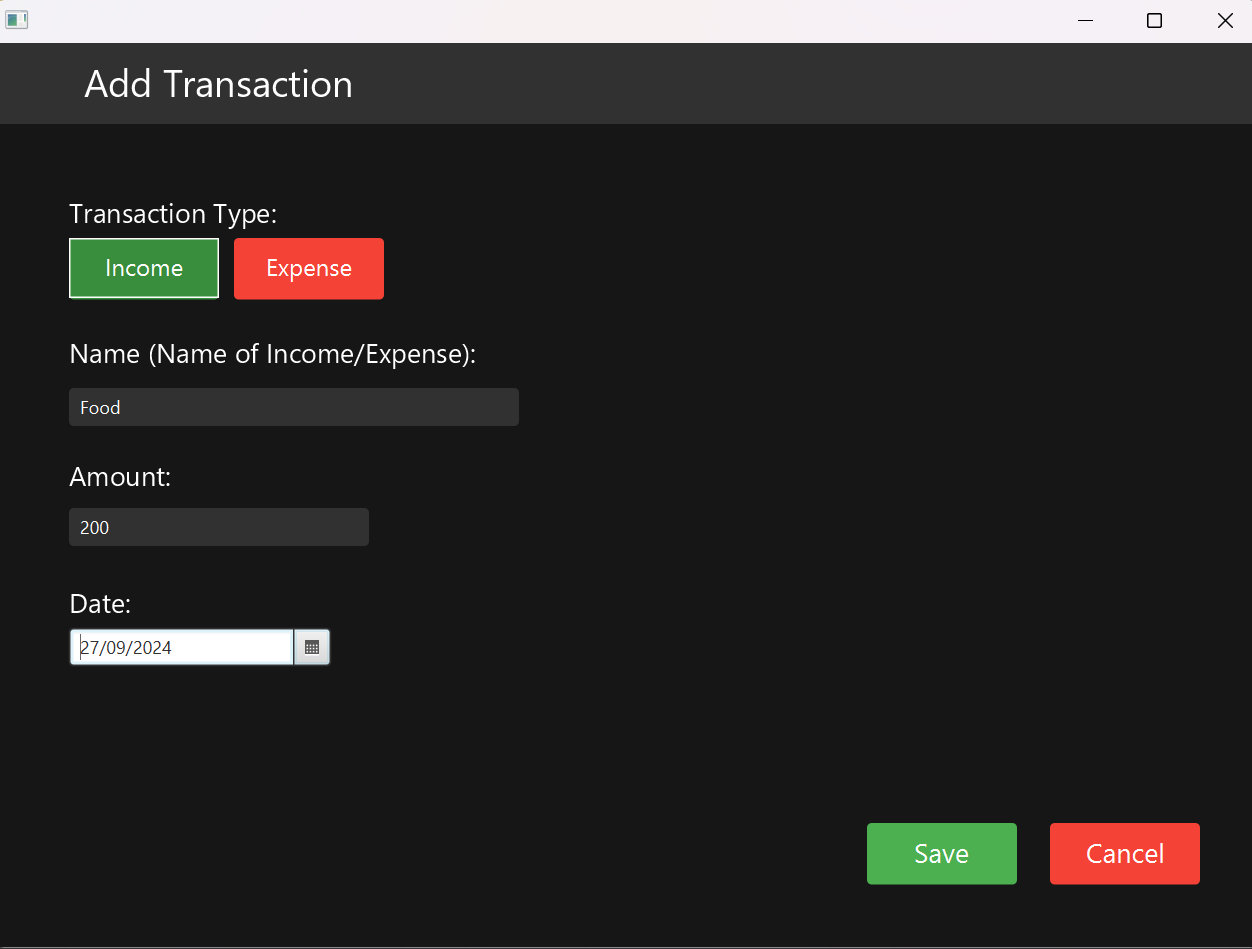 Add Transaction
Transaction Type:
Income Expense
Name (Name of Income/Expense):
Food
Amount:
200
Date:
27/09/2024
Save Cancel